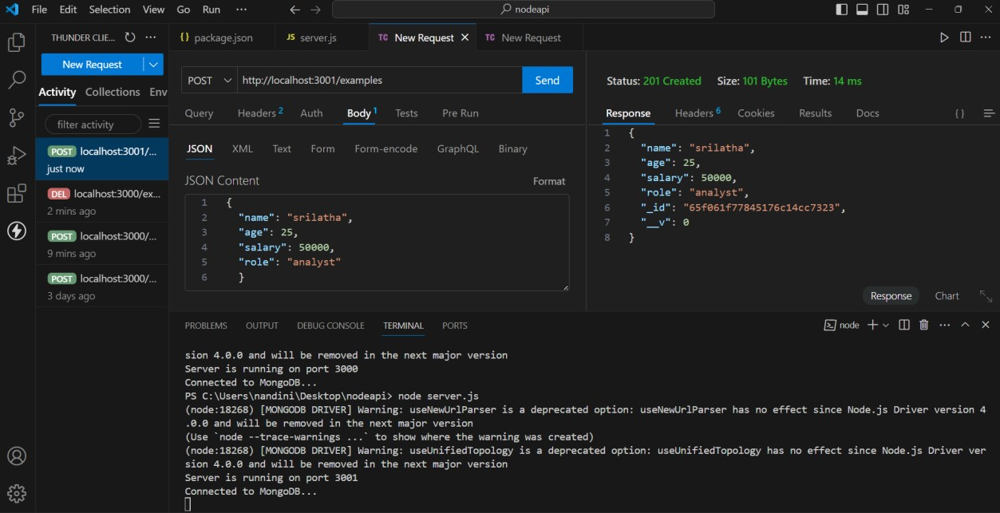 File Edit Selection View Go Run ··· nodeapi
THUNDER CLIE... ···
{} package.json
JS server.js
TC New Request
TC New Request
···
New Request
Activity Collections Env
filter activity
POST localhost:3001/...
just now
DEL localhost:3000/ex...
2 mins ago
POST localhost:3000/...
9 mins ago
POST localhost:3000/...
3 days ago
POST http://localhost:3001/examples Send
Query Headers 2 Auth Body 1 Tests Pre Run
JSON XML Text Form Form-encode GraphQL Binary
JSON Content Format
1 {
2 "name": "srilatha",
3 "age": 25,
4 "salary": 50000,
5 "role": "analyst"
6 }
Status: 201 Created Size: 101 Bytes Time: 14 ms
Response Headers 6 Cookies Results Docs {}
1 {
2 "name": "srilatha",
3 "age": 25,
4 "salary": 50000,
5 "role": "analyst",
6 "_id": "65f061f77845176c14cc7323",
7 "__v": 0
8 }
Response Chart
PROBLEMS OUTPUT DEBUG CONSOLE TERMINAL PORTS node ···
sion 4.0.0 and will be removed in the next major version
Server is running on port 3000
Connected to MongoDB...
PS C:\Users\nandini\Desktop\nodeapi> node server.js
(node:18268) [MONGODB DRIVER] Warning: useNewUrlParser is a deprecated option: useNewUrlParser has no effect since Node.js Driver version 4
.0.0 and will be removed in the next major version
(Use `node --trace-warnings ...` to show where the warning was created)
(node:18268) [MONGODB DRIVER] Warning: useUnifiedTopology is a deprecated option: useUnifiedTopology has no effect since Node.js Driver ver
sion 4.0.0 and will be removed in the next major version
Server is running on port 3001
Connected to MongoDB...